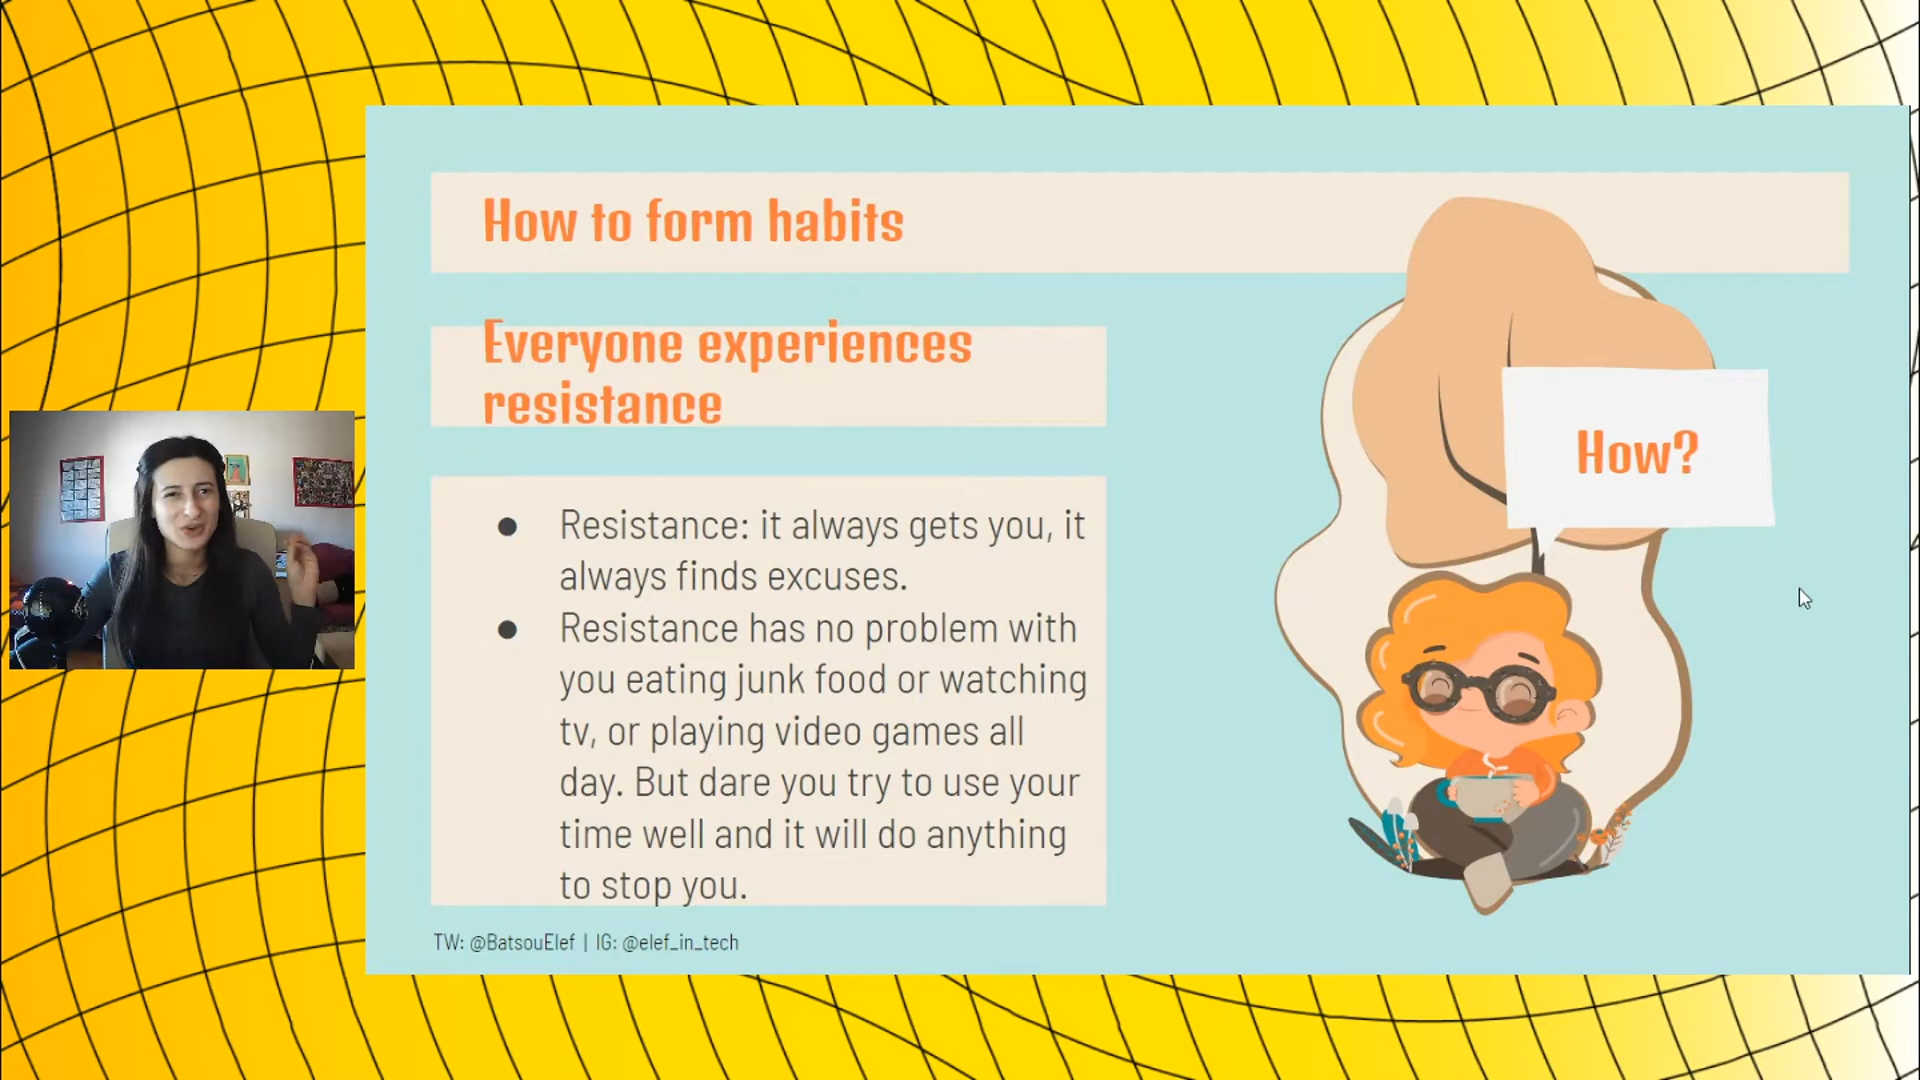 How to form habits
Everyone experiences
resistance
How?
● Resistance: it always gets you, it
always finds excuses.
● Resistance has no problem with
you eating junk food or watching
tv, or playing video games all
day. But dare you try to use your
time well and it will do anything
to stop you.
TW: @BatsouElef | IG: @elef_in_tech